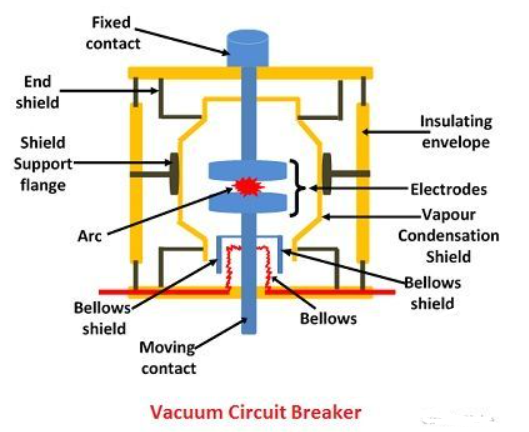 Fixed
contact
End
shield
Shield
Support
flange
Arc
Bellows
shield
Moving
contact
Insulating
envelope
Electrodes
Vapour
Condensation
Shield
Bellows
shield
Bellows
Vacuum Circuit Breaker